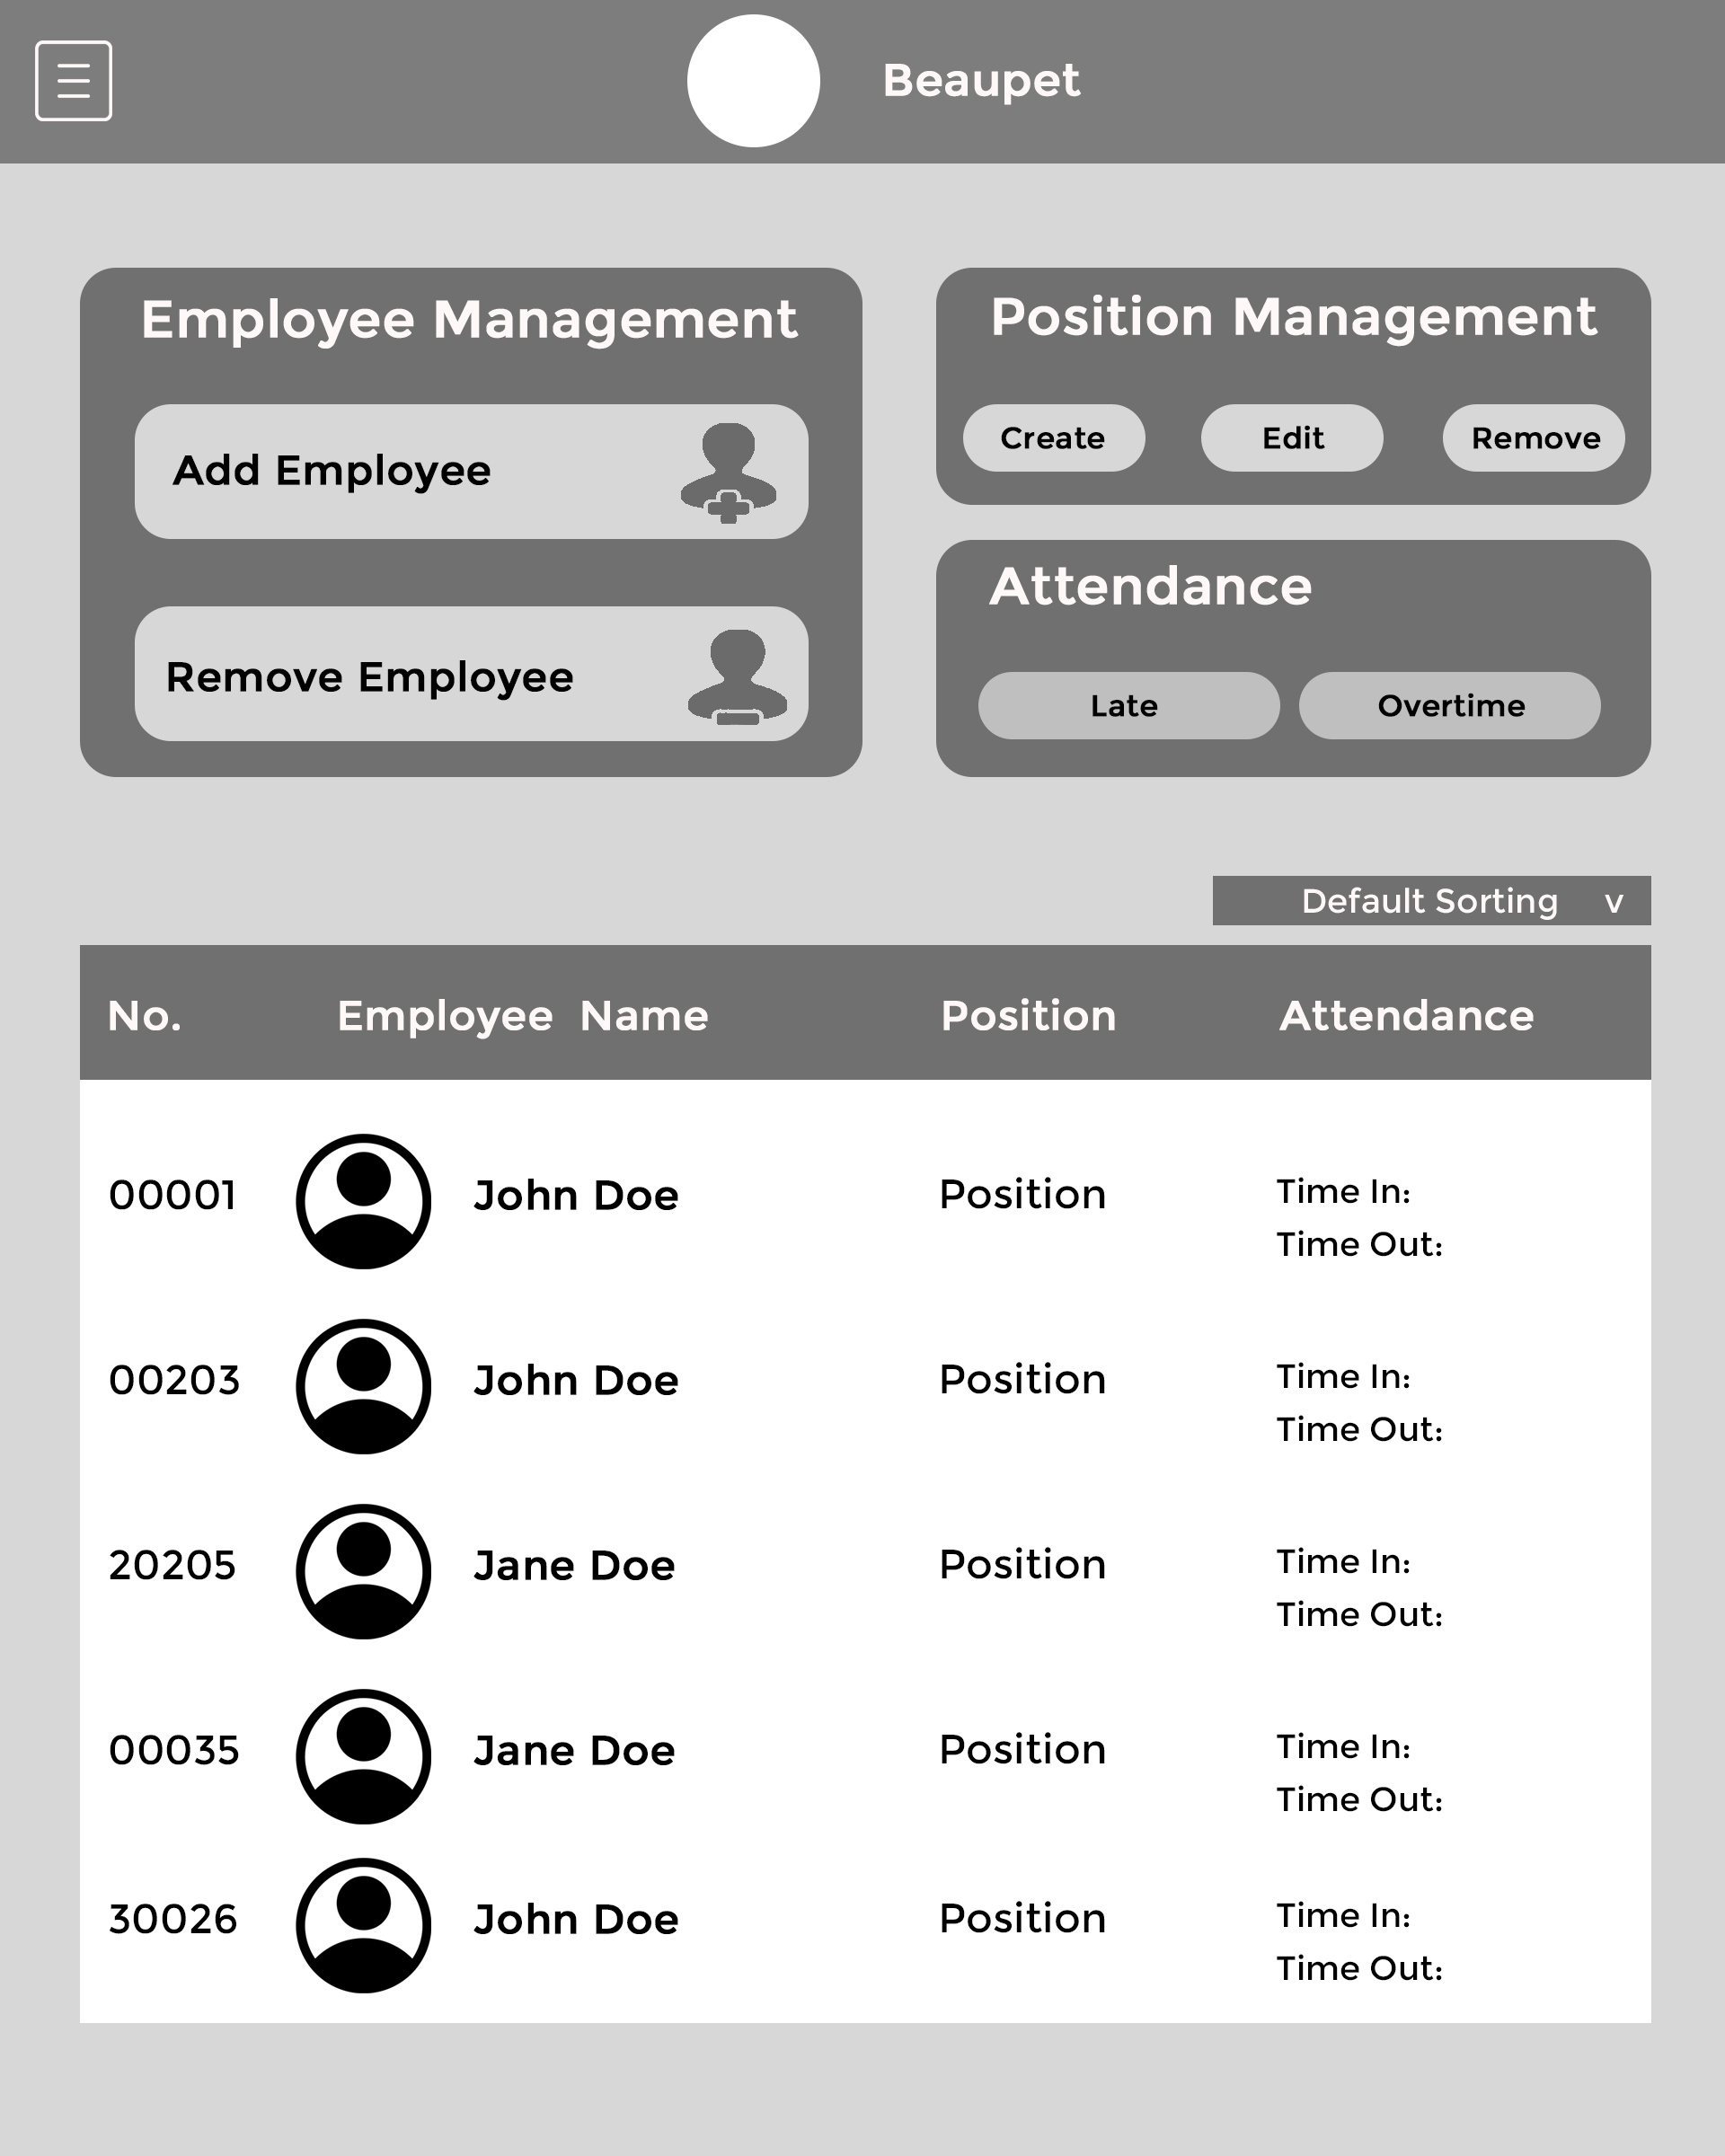 Beaupet
Employee Management
Add Employee
Remove Employee
Position Management
Create Edit Remove
Attendance
Late Overtime
Default Sorting v
No. Employee Name Position Attendance
00001 John Doe Position Time In:
Time Out:
00203 John Doe Position Time In:
Time Out:
20205 Jane Doe Position Time In:
Time Out:
00035 Jane Doe Position Time In:
Time Out:
30026 John Doe Position Time In:
Time Out: